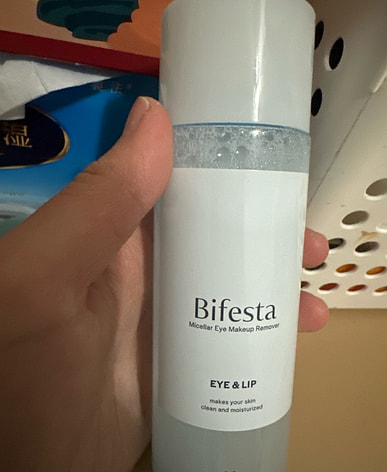 Bifesta
Micellar Eye Makeup Remover
EYE & LIP
makes your skin
clean and moisturized